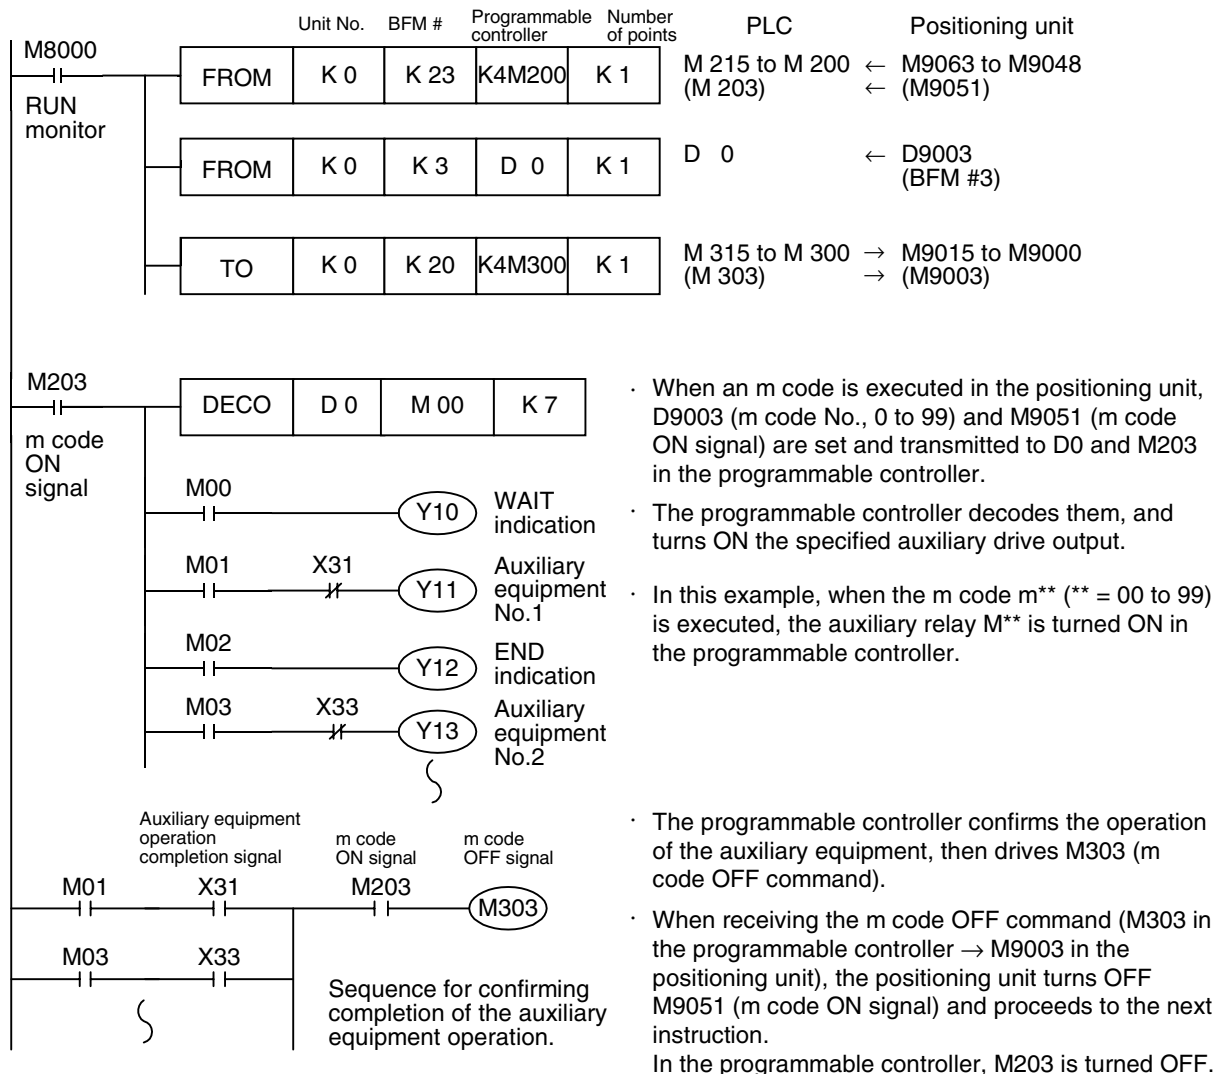 Unit No. BFM # Programmable controller Number of points PLC Positioning unit
M8000
FROM K 0 K 23 K4M200 K 1
M 215 to M 200 ← M9063 to M9048
(M 203) ← (M9051)
RUN
monitor
FROM K 0 K 3 D 0 K 1
D 0 ← D9003
(BFM #3)
TO K 0 K 20 K4M300 K 1
M 315 to M 300 → M9015 to M9000
(M 303) → (M9003)
M203
DECO D 0 M 00 K 7
m code
ON
signal
M00
Y10
WAIT
indication
M01 X31
Y11
Auxiliary
equipment
No.1
M02
Y12
END
indication
M03 X33
Y13
Auxiliary
equipment
No.2
· When an m code is executed in the positioning unit,
D9003 (m code No., 0 to 99) and M9051 (m code
ON signal) are set and transmitted to D0 and M203
in the programmable controller.
· The programmable controller decodes them, and
turns ON the specified auxiliary drive output.
· In this example, when the m code m** (** = 00 to 99)
is executed, the auxiliary relay M** is turned ON in
the programmable controller.
Auxiliary equipment
operation
completion signal
m code
ON signal
m code
OFF signal
M01 X31 M203
M303
M03 X33
Sequence for confirming
completion of the auxiliary
equipment operation.
· The programmable controller confirms the operation
of the auxiliary equipment, then drives M303 (m
code OFF command).
· When receiving the m code OFF command (M303 in
the programmable controller → M9003 in the
positioning unit), the positioning unit turns OFF
M9051 (m code ON signal) and proceeds to the next
instruction.
In the programmable controller, M203 is turned OFF.